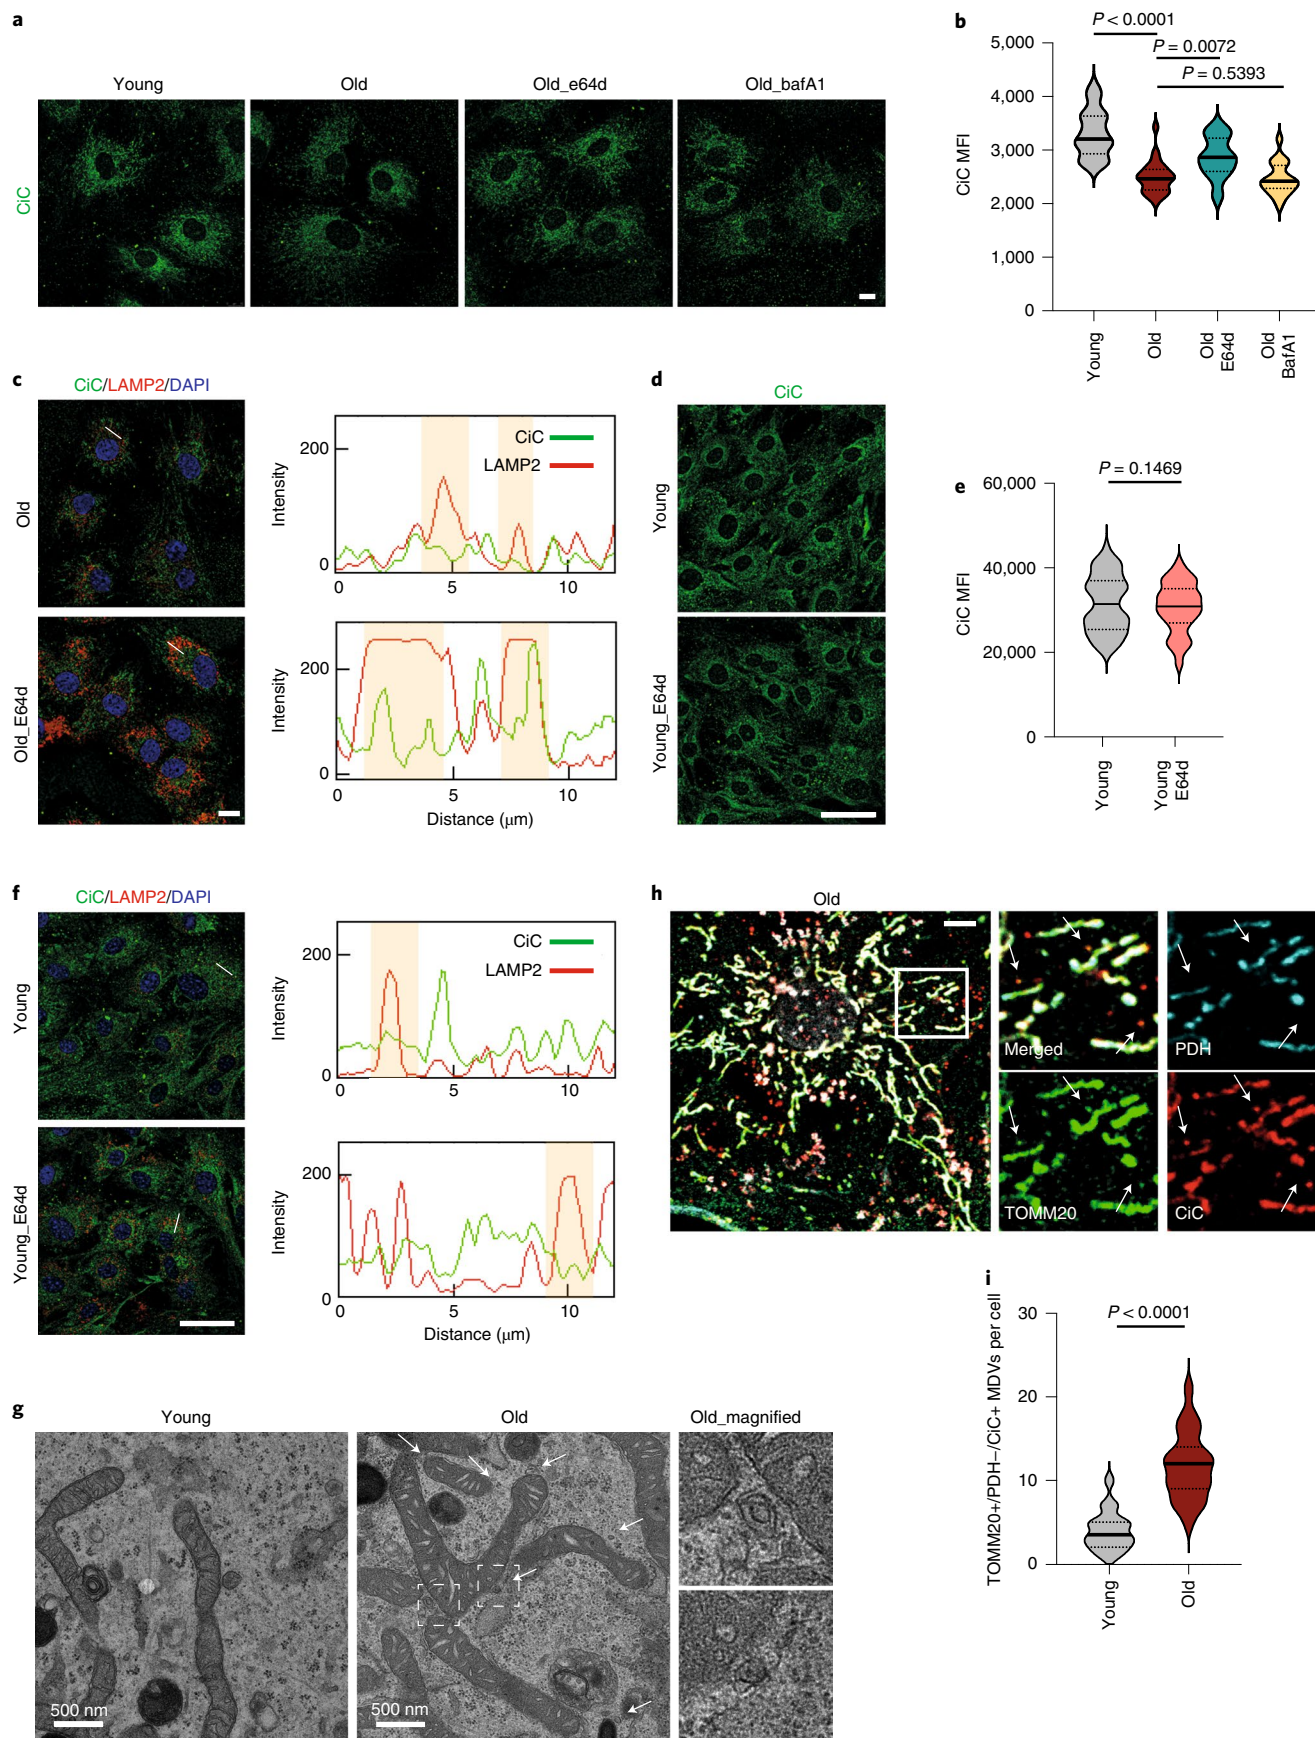 a
Young
Old
Old_e64d
Old_bafA1
CiC
b
P < 0.0001
P = 0.0072
P = 0.5393
5,000
4,000
3,000
2,000
1,000
0
CiC MFI
Young
Old
Old
E64d
Old
BafA1
c
CiC/LAMP2/DAPI
Old
Old_E64d
CiC
LAMP2
Intensity
200
0
0
5
10
Intensity
200
0
0
5
10
Distance (μm)
d
CiC
Young
Young_E64d
e
P = 0.1469
60,000
40,000
20,000
0
CiC MFI
Young
Young
E64d
f
CiC/LAMP2/DAPI
Young
Young_E64d
CiC
LAMP2
Intensity
200
0
0
5
10
Intensity
200
0
0
5
10
Distance (μm)
h
Old
Merged
PDH
TOMM20
CiC
g
Young
Old
Old_magnified
500 nm
500 nm
i
P < 0.0001
30
20
10
0
TOMM20+/PDH−/CiC+ MDVs per cell
Young
Old